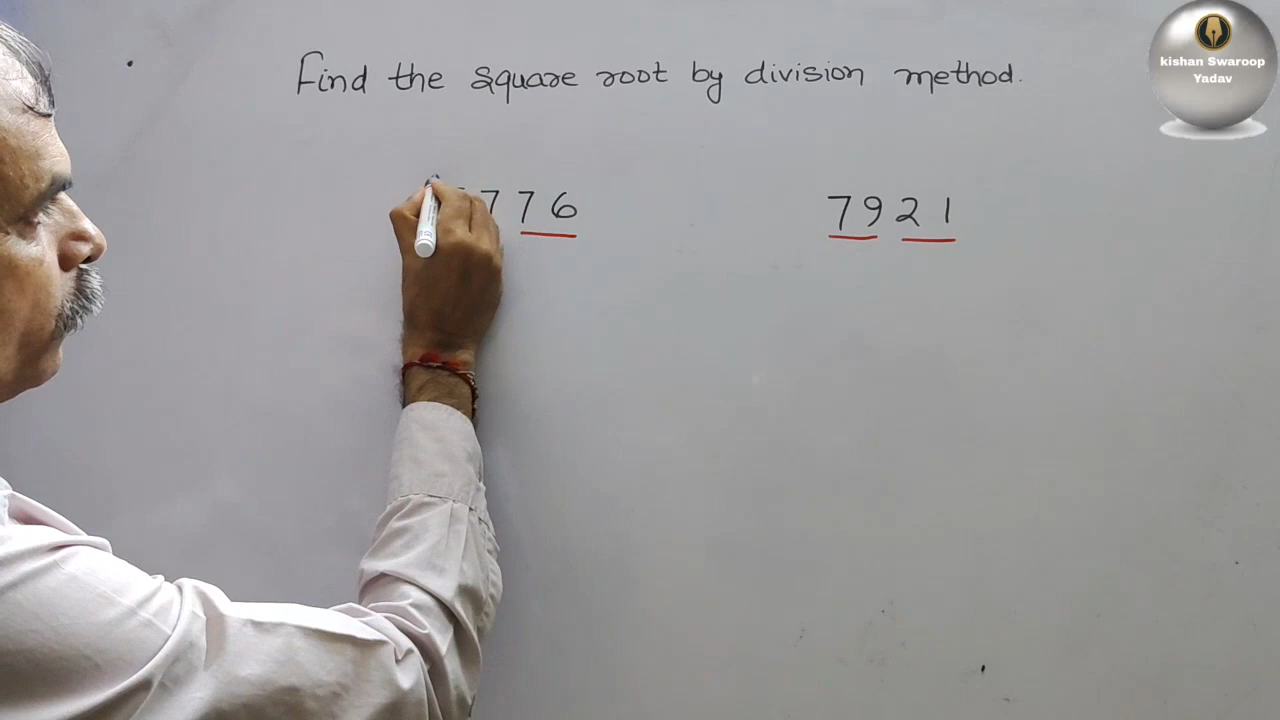 Find the square root by division method.
776
7921
kishan Swaroop
Yadav